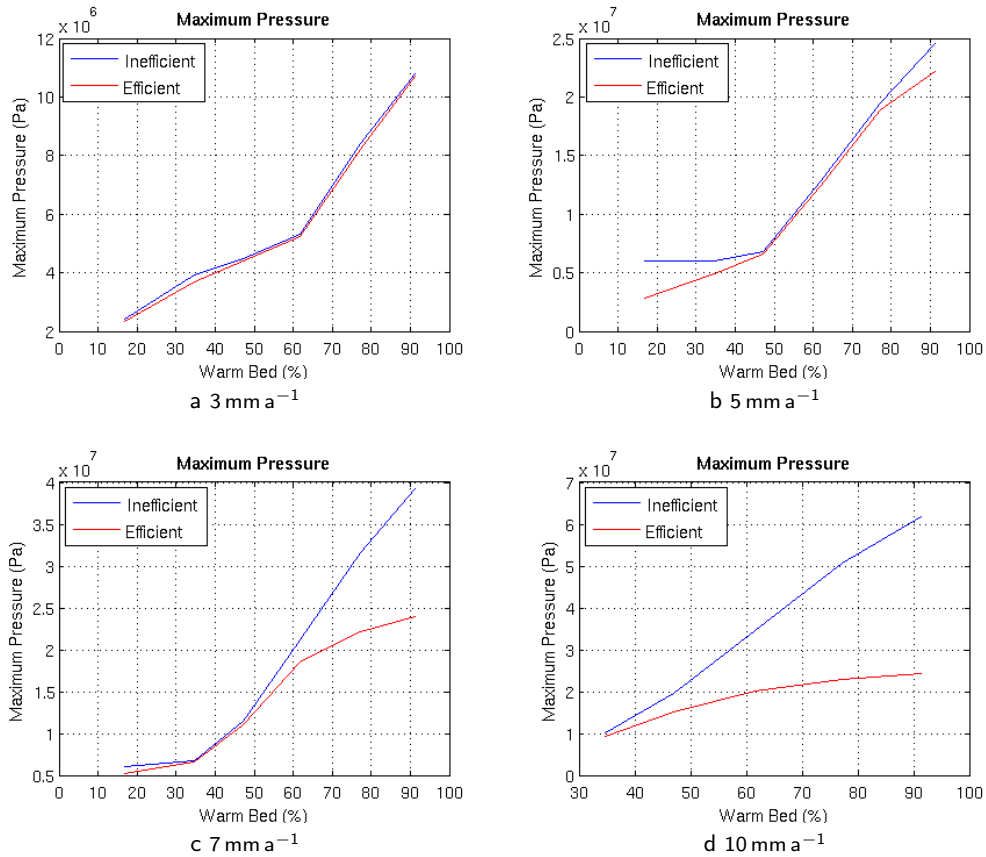 Maximum Pressure
x 10^6
12
10
8
6
4
2
Maximum Pressure (Pa)
Inefficient
Efficient
0 10 20 30 40 50 60 70 80 90 100
Warm Bed (%)
a 3 mm a^−1
Maximum Pressure
x 10^7
2.5
2
1.5
1
0.5
0
Maximum Pressure (Pa)
Inefficient
Efficient
0 10 20 30 40 50 60 70 80 90 100
Warm Bed (%)
b 5 mm a^−1
Maximum Pressure
x 10^7
4
3.5
3
2.5
2
1.5
1
0.5
Maximum Pressure (Pa)
Inefficient
Efficient
0 10 20 30 40 50 60 70 80 90 100
Warm Bed (%)
c 7 mm a^−1
Maximum Pressure
x 10^7
7
6
5
4
3
2
1
0
Maximum Pressure (Pa)
Inefficient
Efficient
30 40 50 60 70 80 90 100
Warm Bed (%)
d 10 mm a^−1